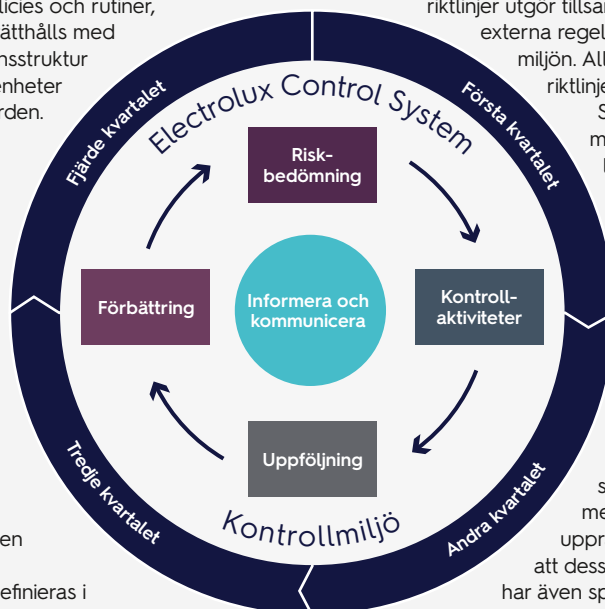 licies och rutiner,
ätthålls med
nsstruktur
enheter
rden.
riktlinjer utgör tillsa
externa regel
miljön. All
riktlinje
S
m
Electrolux Control System
Fjärde kvartalet
Första kvartalet
Risk-
bedömning
Förbättring
Informera och
kommunicera
Kontroll-
aktiviteter
Uppföljning
Tredje kvartalet
Andra kvartalet
Kontrollmiljö
en
efinieras i
s
me
uppr
att dess
har även sp